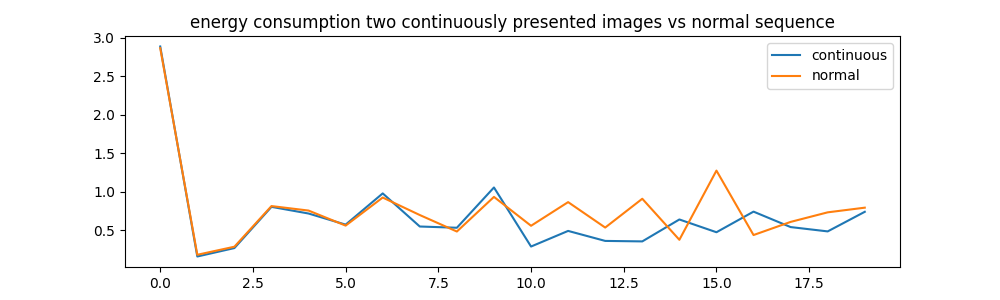 energy consumption two continuously presented images vs normal sequence
3.0
2.5
2.0
1.5
1.0
0.5
continuous
normal
0.0 2.5 5.0 7.5 10.0 12.5 15.0 17.5